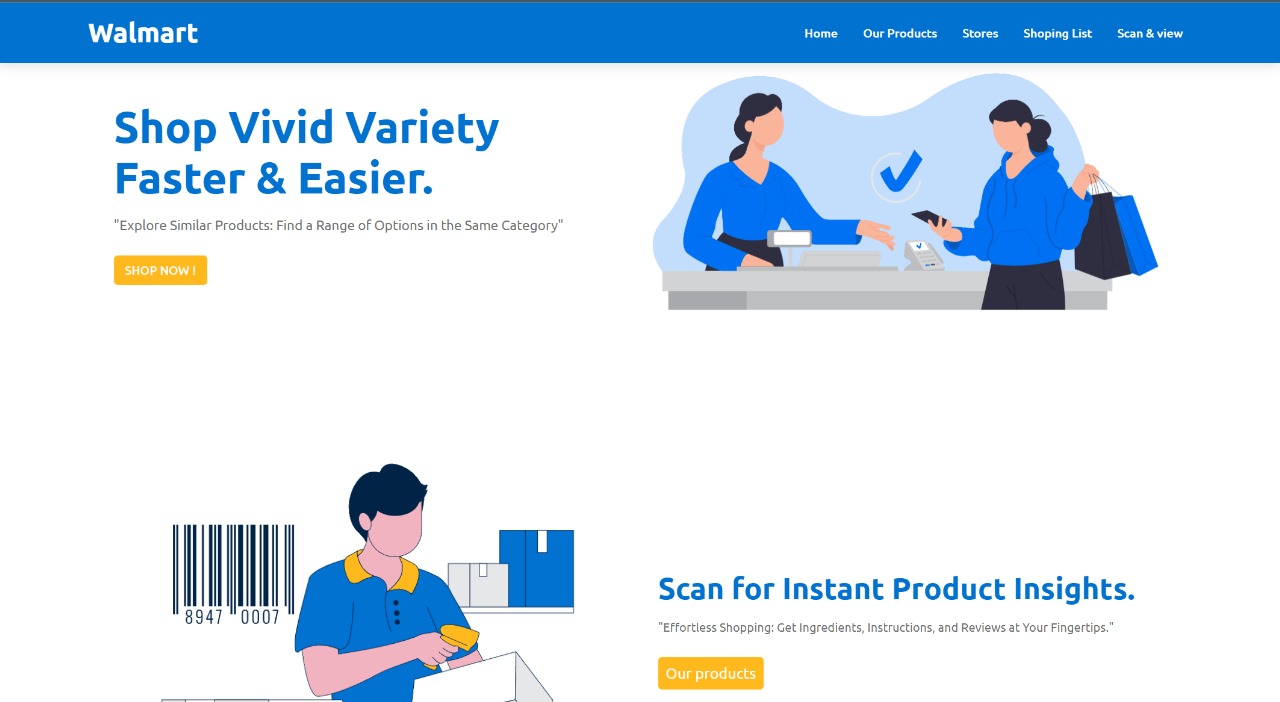 Walmart
Home
Our Products
Stores
Shoping List
Scan & view
Shop Vivid Variety
Faster & Easier.
"Explore Similar Products: Find a Range of Options in the Same Category"
SHOP NOW !
8947 0007
Scan for Instant Product Insights.
"Effortless Shopping: Get Ingredients, Instructions, and Reviews at Your Fingertips."
Our products